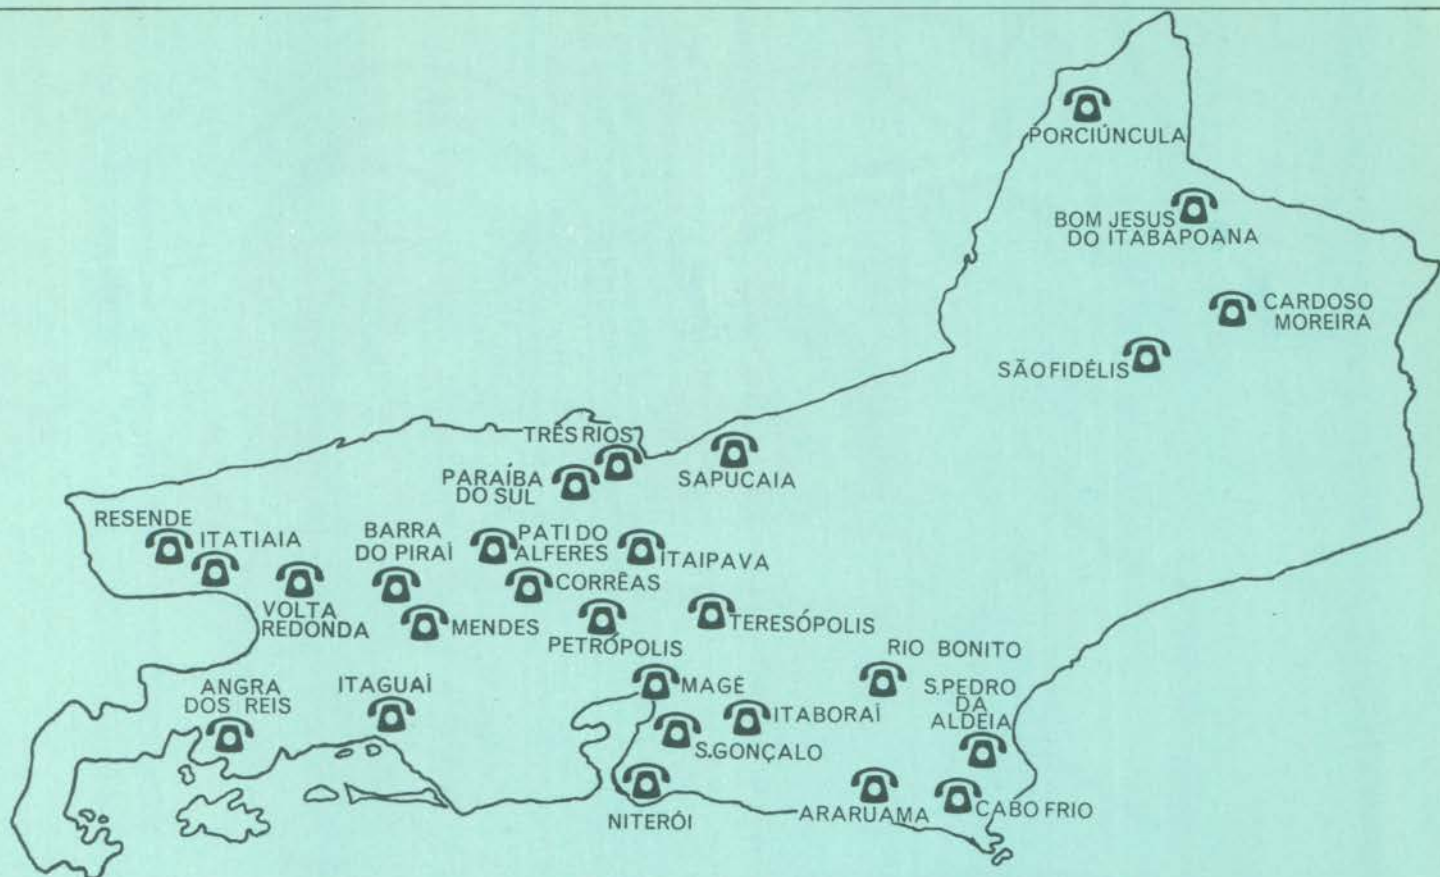 PORCIÚNCULA
BOM JESUS
DO ITABAPOANA
CARDOSO
MOREIRA
SÃO FIDÉLIS
TRÊS RIOS
SAPUCAIA
PARAÍBA
DO SUL
RESENDE
ITATIAIA
BARRA
DO PIRAÍ
PATI DO
ALFERES
ITAIPAVA
CORRÊAS
VOLTA
REDONDA
MENDES
PETRÓPOLIS
TERESÓPOLIS
RIO BONITO
ANGRA
DOS REIS
ITAGUAÍ
MAGÉ
S.PEDRO
DA
ALDEIA
ITABORAÍ
S.GONÇALO
NITERÓI
ARARUAMA
CABO FRIO